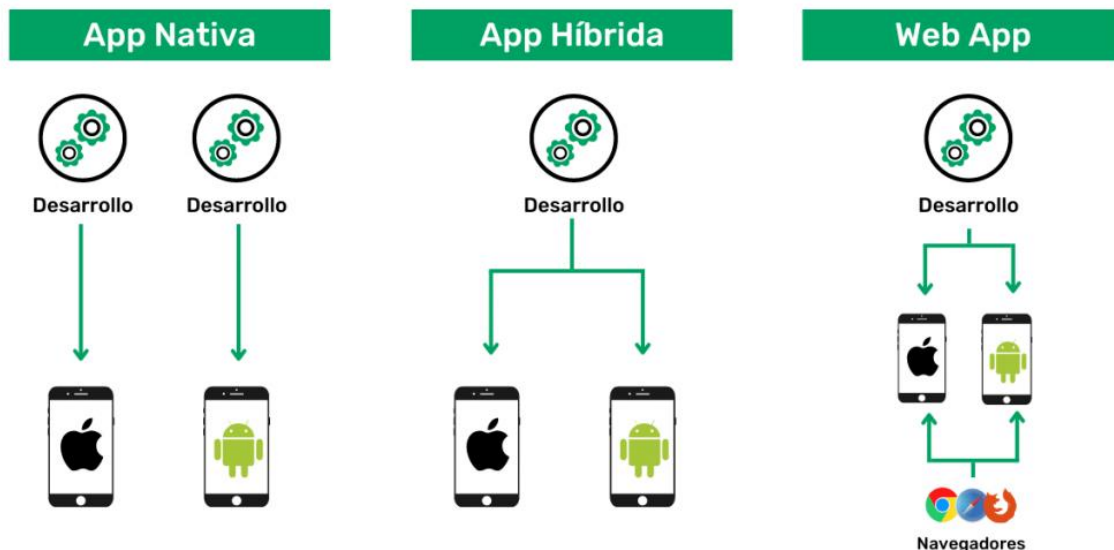 App Nativa
App Híbrida
Web App
Desarrollo
Desarrollo
Desarrollo
Desarrollo
Navegadores